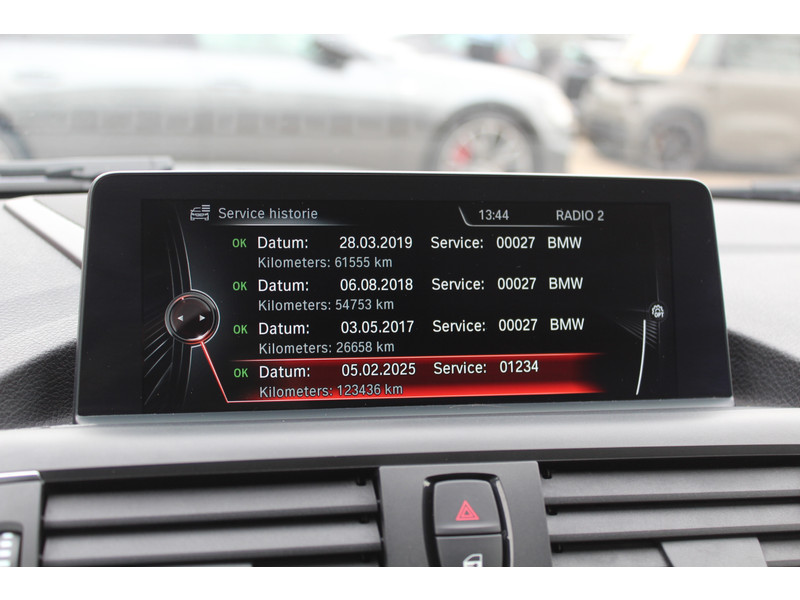 Service historie 13:44 RADIO 2
OK Datum: 28.03.2019 Service: 00027 BMW
Kilometers: 61555 km
OK Datum: 06.08.2018 Service: 00027 BMW
Kilometers: 54753 km
OK Datum: 03.05.2017 Service: 00027 BMW
Kilometers: 26658 km
OK Datum: 05.02.2025 Service: 01234
Kilometers: 123436 km